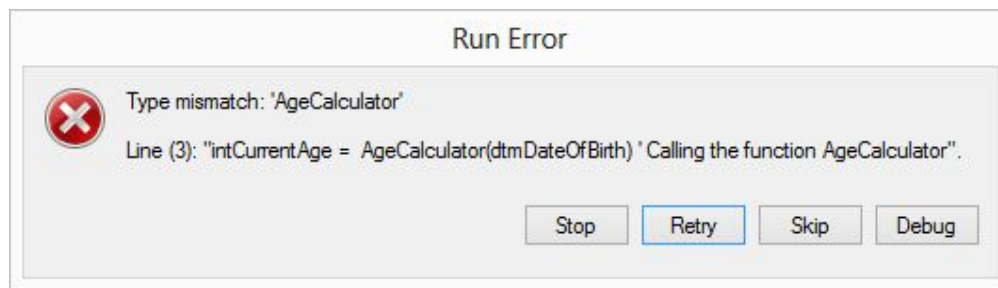 Run Error
Type mismatch: 'AgeCalculator'
Line (3): "intCurrentAge =  AgeCalculator(dtmDateOfBirth) ' Calling the function AgeCalculator".
Stop Retry Skip Debug